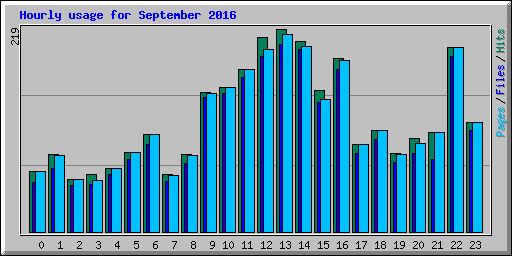 Hourly usage for September 2016
219
Pages / Files / Hits
0 1 2 3 4 5 6 7 8 9 10 11 12 13 14 15 16 17 18 19 20 21 22 23